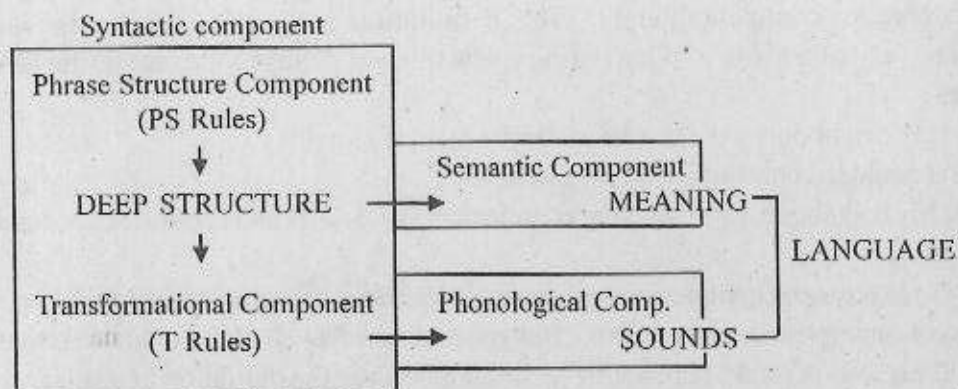 Syntactic component
Phrase Structure Component
(PS Rules)
DEEP STRUCTURE
Semantic Component
MEANING
LANGUAGE
Transformational Component
(T Rules)
Phonological Comp.
SOUNDS